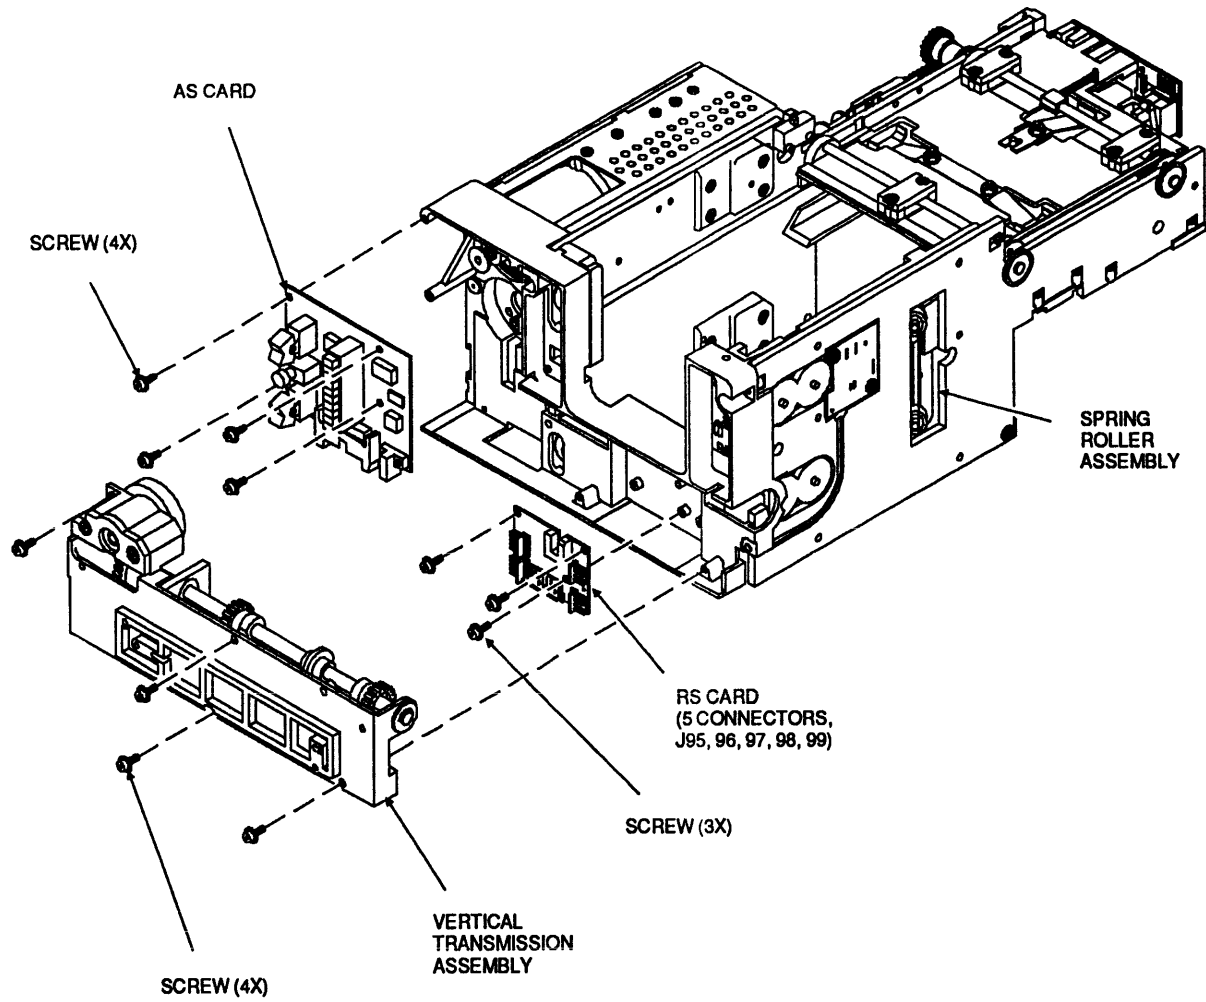 AS CARD
SCREW (4X)
SPRING
ROLLER
ASSEMBLY
RS CARD
(5 CONNECTORS,
J95, 96, 97, 98, 99)
SCREW (3X)
VERTICAL
TRANSMISSION
ASSEMBLY
SCREW (4X)